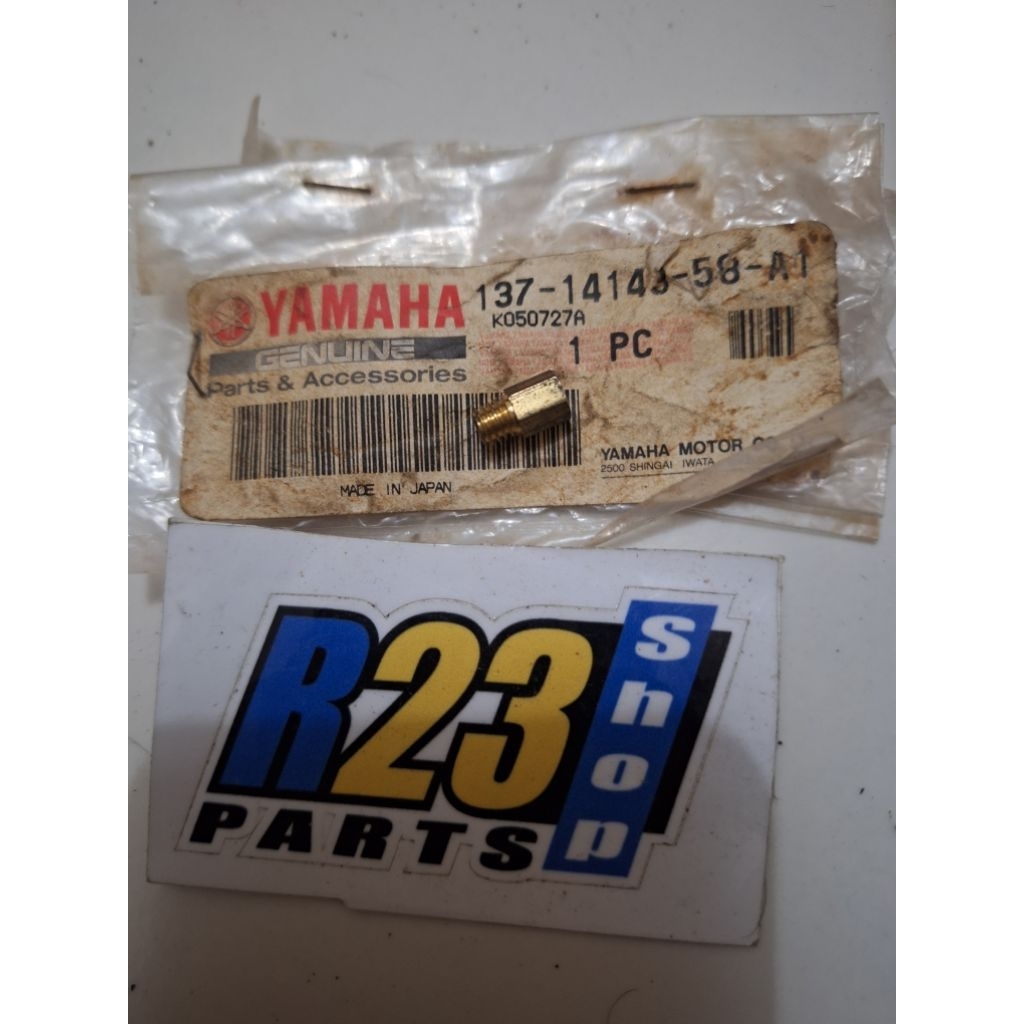 YAMAHA
GENUINE
Parts & Accessories
137-14143-58-A1
K050727A
1 PC
MADE IN JAPAN
YAMAHA MOTOR
2500 SHINGAI IWATA
R23
PARTS
Shop